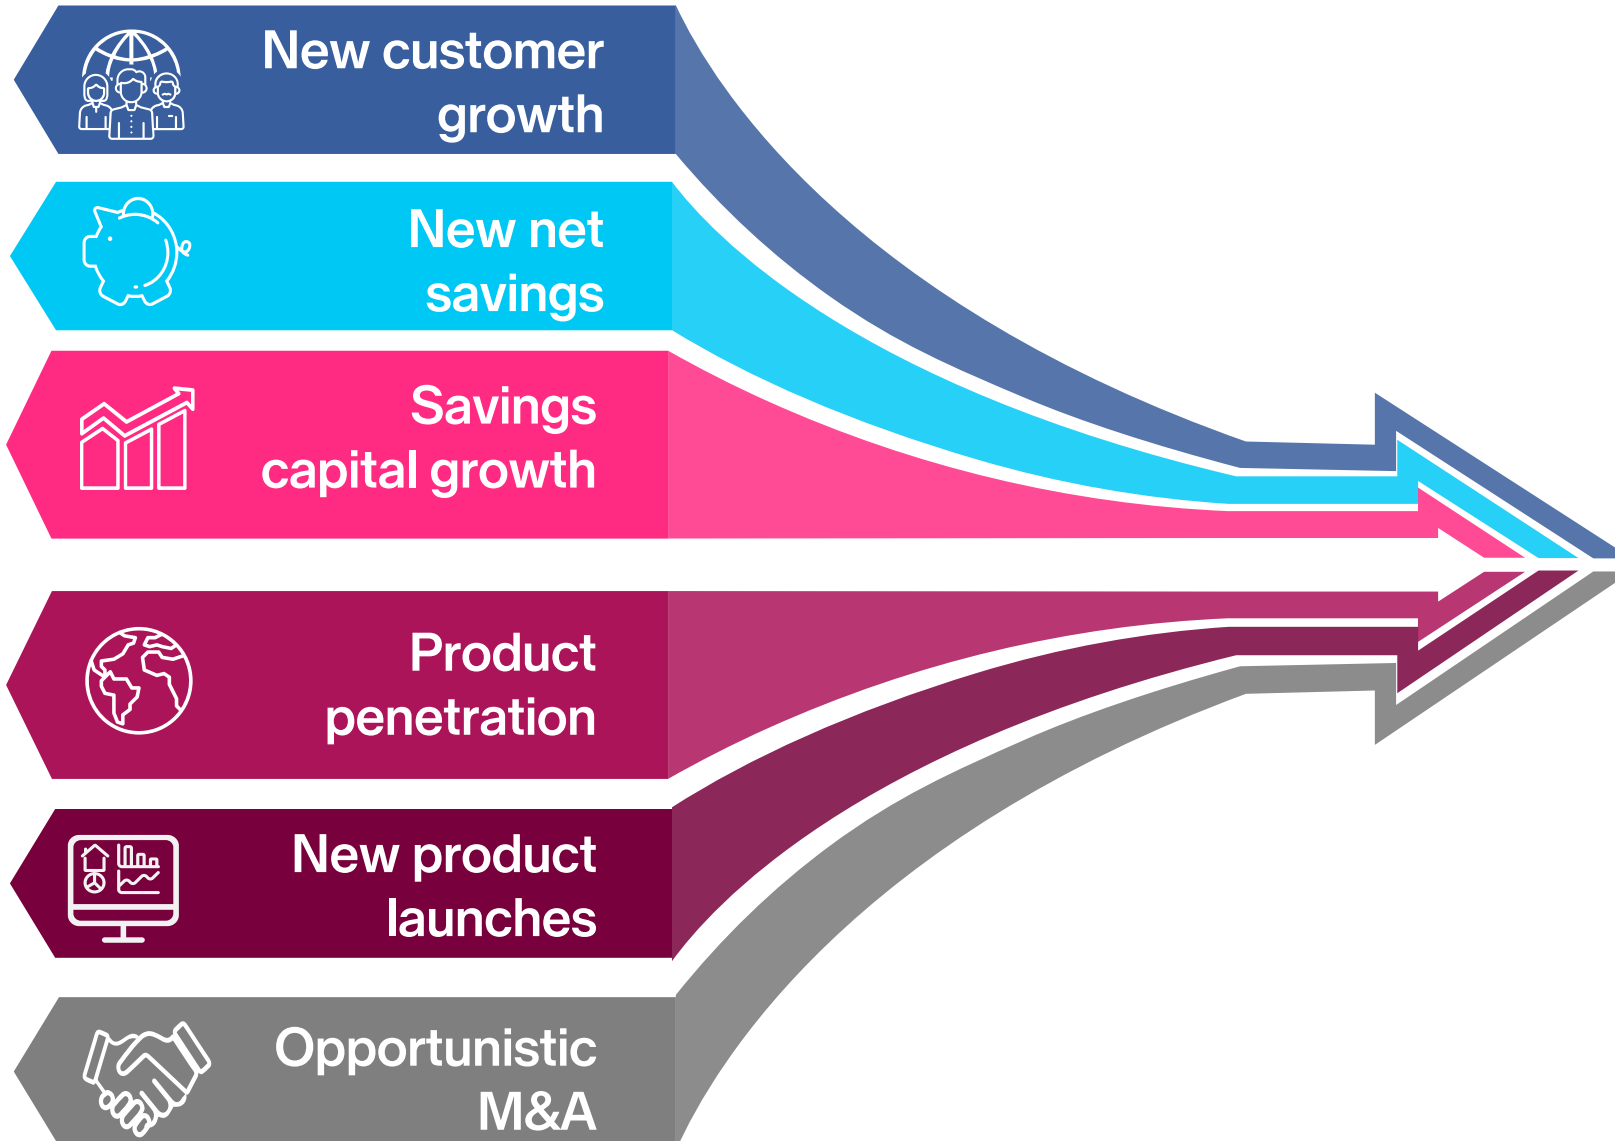 New customer
growth
New net
savings
Savings
capital growth
Product
penetration
New product
launches
Opportunistic
M&A